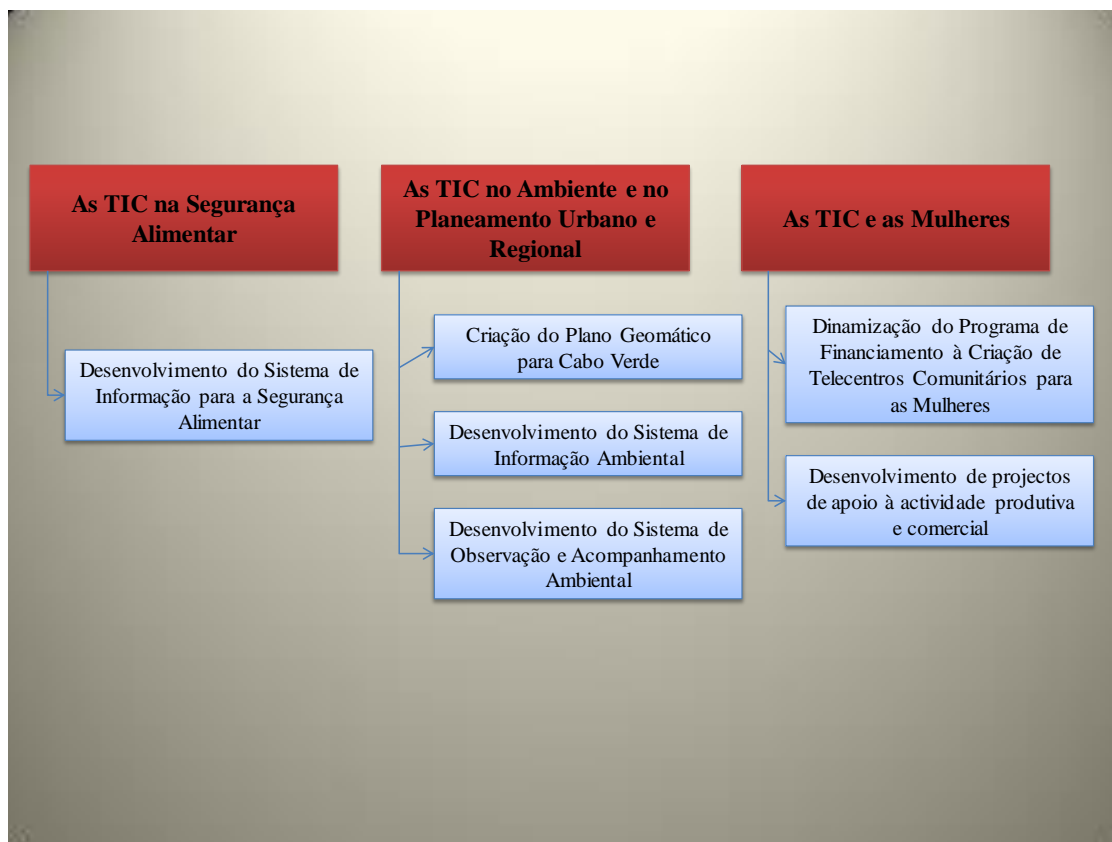 As TIC na Segurança
Alimentar
Desenvolvimento do Sistema de
Informação para a Segurança
Alimentar
As TIC no Ambiente e no
Planeamento Urbano e
Regional
Criação do Plano Geomático
para Cabo Verde
Desenvolvimento do Sistema de
Informação Ambiental
Desenvolvimento do Sistema de
Observação e Acompanhamento
Ambiental
As TIC e as Mulheres
Dinamização do Programa de
Financiamento à Criação de
Telecentros Comunitários para
as Mulheres
Desenvolvimento de projectos
de apoio à actividade produtiva
e comercial